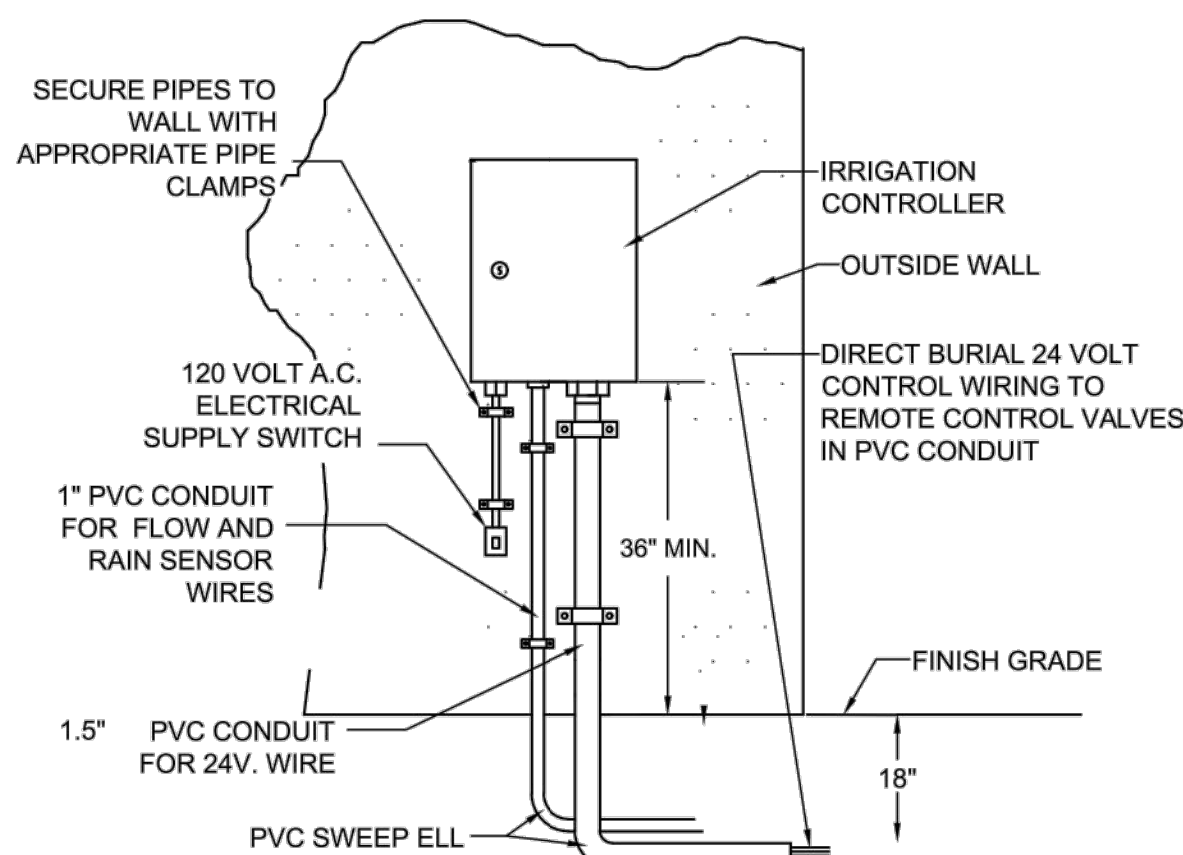 SECURE PIPES TO
WALL WITH
APPROPRIATE PIPE
CLAMPS
IRRIGATION
CONTROLLER
OUTSIDE WALL
$
DIRECT BURIAL 24 VOLT
CONTROL WIRING TO
REMOTE CONTROL VALVES
IN PVC CONDUIT
120 VOLT A.C.
ELECTRICAL
SUPPLY SWITCH
1" PVC CONDUIT
FOR FLOW AND
RAIN SENSOR
WIRES
36" MIN.
FINISH GRADE
1.5" PVC CONDUIT
FOR 24V. WIRE
18"
PVC SWEEP ELL